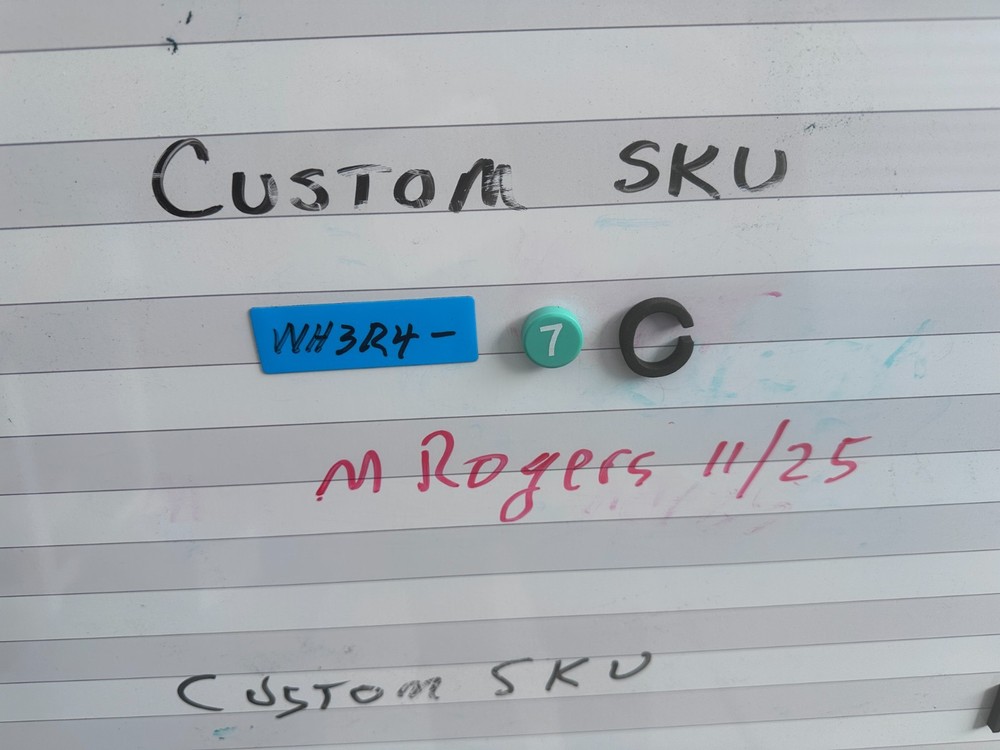 CUSTOM SKU
WH3R4- 7 C
M Rogers 11/25
CUSTOM SKU